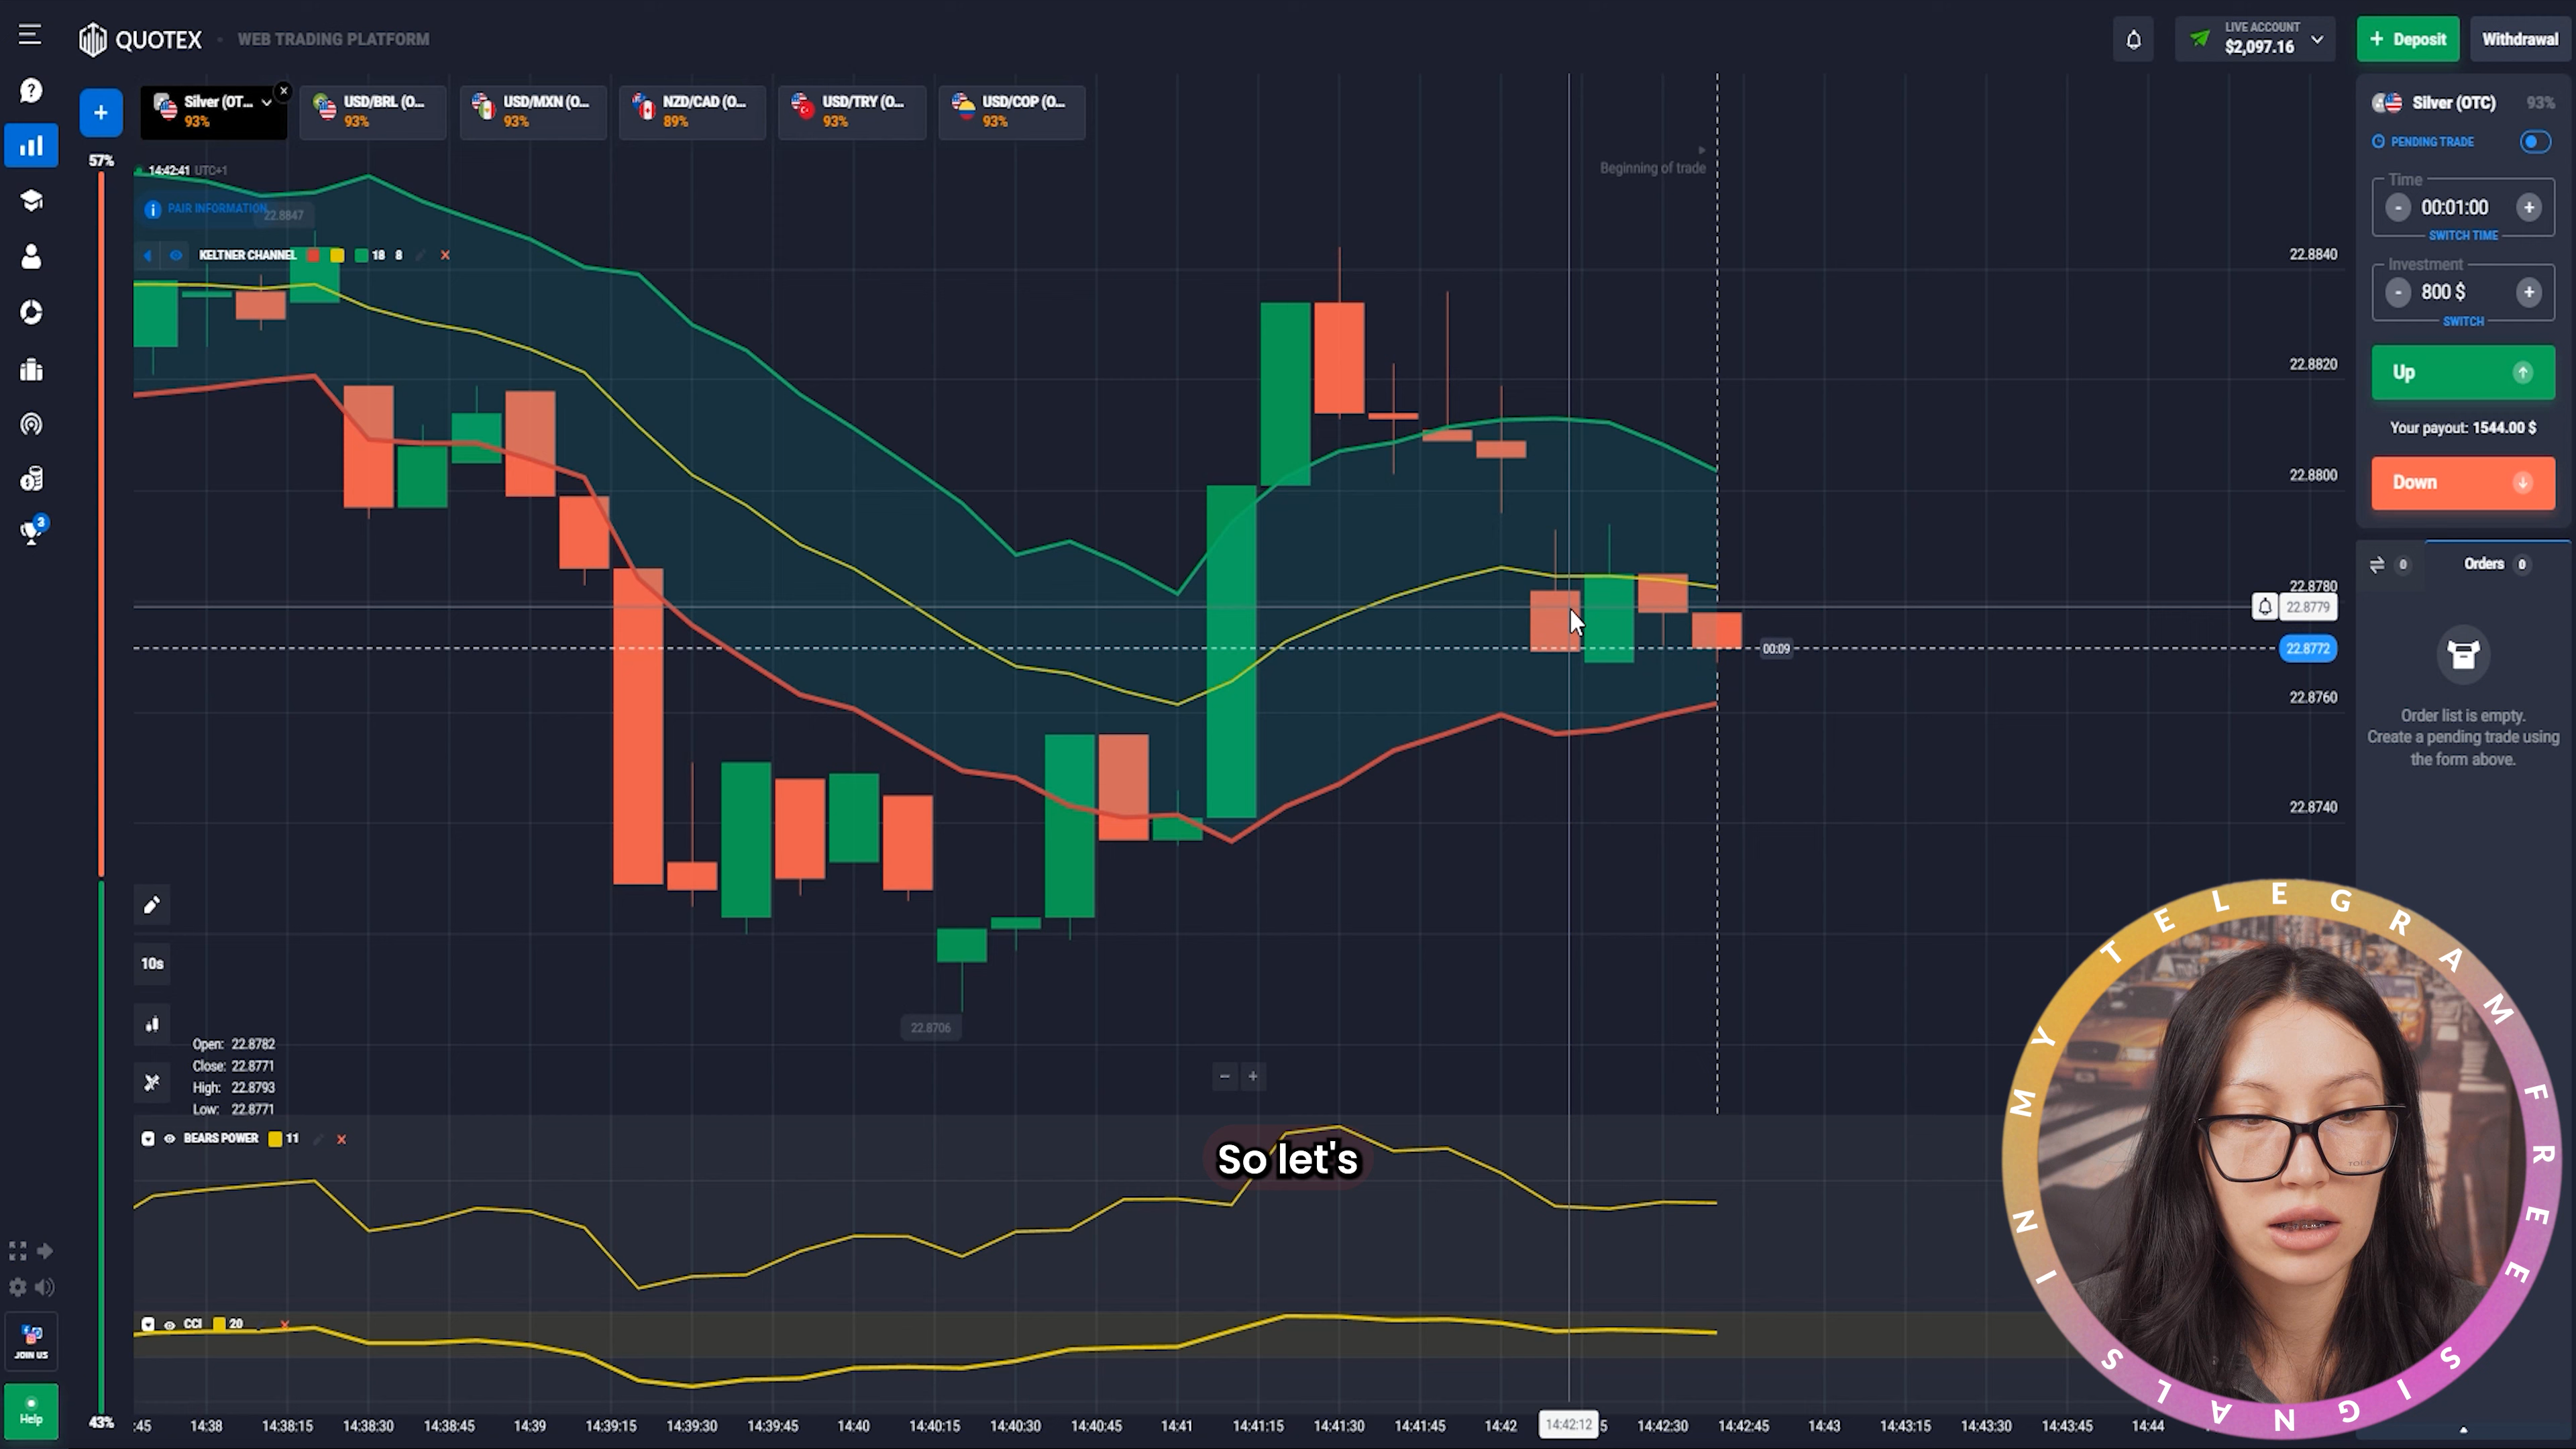 QUOTEX
WEB TRADING PLATFORM
LIVE ACCOUNT
$2,097.16
+ Deposit
Withdrawal
Silver (OT...
93%
USD/BRL (O...
93%
USD/MXN (O...
93%
NZD/CAD (O...
89%
USD/TRY (O...
93%
USD/COP (O...
93%
57%
14:42:41 UTC+1
PAIR INFORMATION
22.8847
KELTNER CHANNEL 18 8
Beginning of trade
22.8840
22.8820
22.8800
22.8780
22.8779
22.8772
22.8760
22.8740
00:09
22.8706
Silver (OTC) 93%
PENDING TRADE
Time
- 00:01:00 +
SWITCH TIME
Investment
- 800 $ +
SWITCH
Up
Your payout: 1544.00 $
Down
0
Orders 0
Order list is empty.
Create a pending trade using
the form above.
3
10s
Open: 22.8782
Close: 22.8771
High: 22.8793
Low: 22.8771
- +
BEARS POWER 11
So let's
CCI 20
JOIN US
Help
43%
:45 14:38 14:38:15 14:38:30 14:38:45 14:39 14:39:15 14:39:30 14:39:45 14:40 14:40:15 14:40:30 14:40:45 14:41 14:41:15 14:41:30 14:41:45 14:42 14:42:12 5 14:42:30 14:42:45 14:43 14:43:15 14:43:30 14:43:45 14:44
MY TELEGRAM FREE SIGNALS IN